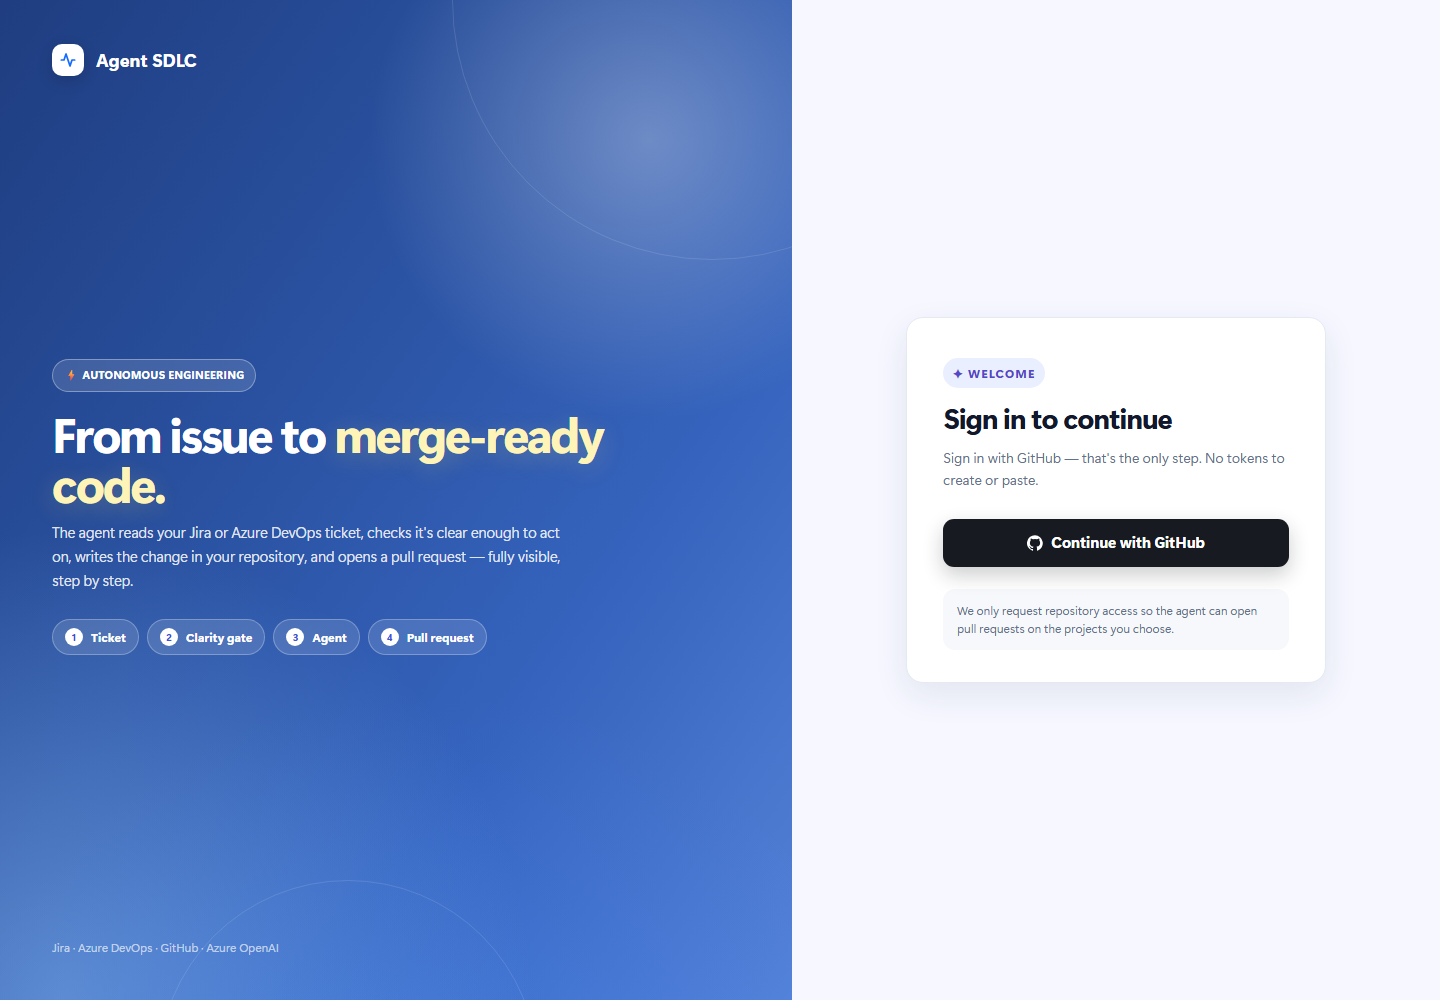 Agent SDLC
AUTONOMOUS ENGINEERING
From issue to merge-ready
code.
The agent reads your Jira or Azure DevOps ticket, checks it's clear enough to act
on, writes the change in your repository, and opens a pull request — fully visible,
step by step.
1 Ticket 2 Clarity gate 3 Agent 4 Pull request
Jira · Azure DevOps · GitHub · Azure OpenAI
✦ WELCOME
Sign in to continue
Sign in with GitHub — that's the only step. No tokens to
create or paste.
Continue with GitHub
We only request repository access so the agent can open
pull requests on the projects you choose.